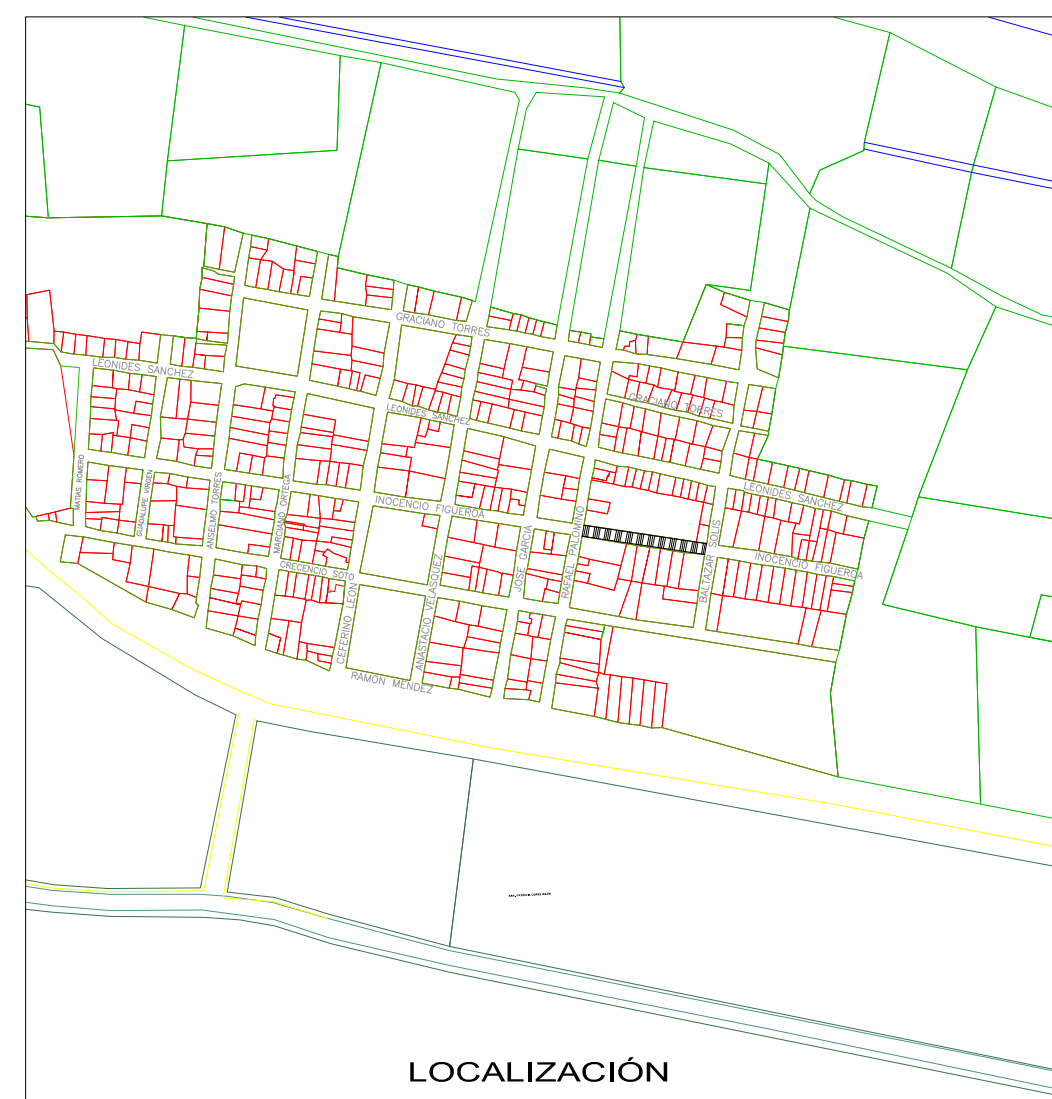 GRACIANO TORRES
LEONIDES SANCHEZ
GRACIANO TORRES
LEONIDES SANCHEZ
MATIAS ROMERO
GUADALUPE VIRGEN
ANSELMO TORRES
MARCIANO ORTEGA
INOCENCIO FIGUEROA
LEONIDES SANCHEZ
CRECENCIO SOTO
CEFERINO LEON
ANASTACIO VELASQUEZ
JOSE GARCIA
RAFAEL PALOMINO
BALTAZAR SOLIS
INOCENCIO FIGUEROA
RAMON MENDEZ
LOCALIZACIÓN